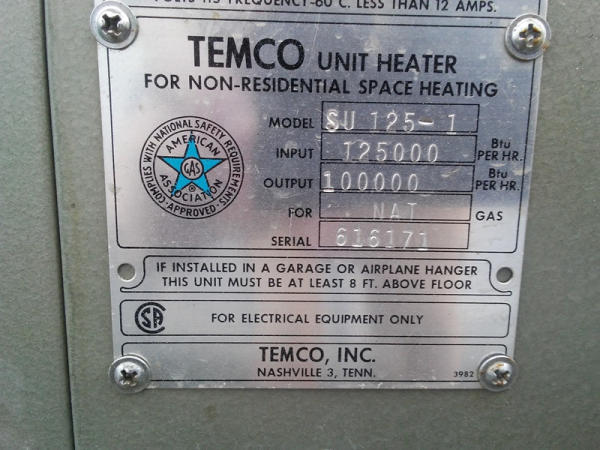 VOLTS 115 FREQUENCY-60 C. LESS THAN 12 AMPS.
TEMCO UNIT HEATER
FOR NON-RESIDENTIAL SPACE HEATING
MODEL SU 125-1
INPUT 125000 Btu PER HR.
OUTPUT 100000 Btu PER HR.
FOR NAT GAS
SERIAL 616171
COMPLIES WITH NATIONAL SAFETY REQUIREMENTS
AMERICAN
GAS
®
ASSOCIATION
·APPROVED·
IF INSTALLED IN A GARAGE OR AIRPLANE HANGER
THIS UNIT MUST BE AT LEAST 8 FT. ABOVE FLOOR
CSA FOR ELECTRICAL EQUIPMENT ONLY
TEMCO, INC.
NASHVILLE 3, TENN. 3982